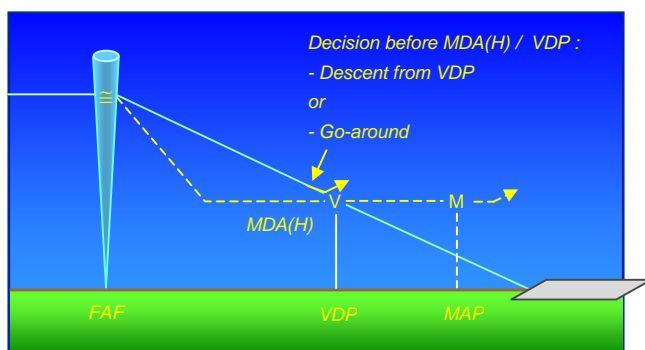 Decision before MDA(H) / VDP :
- Descent from VDP
or
- Go-around
≅
V
M
MDA(H)
FAF
VDP
MAP